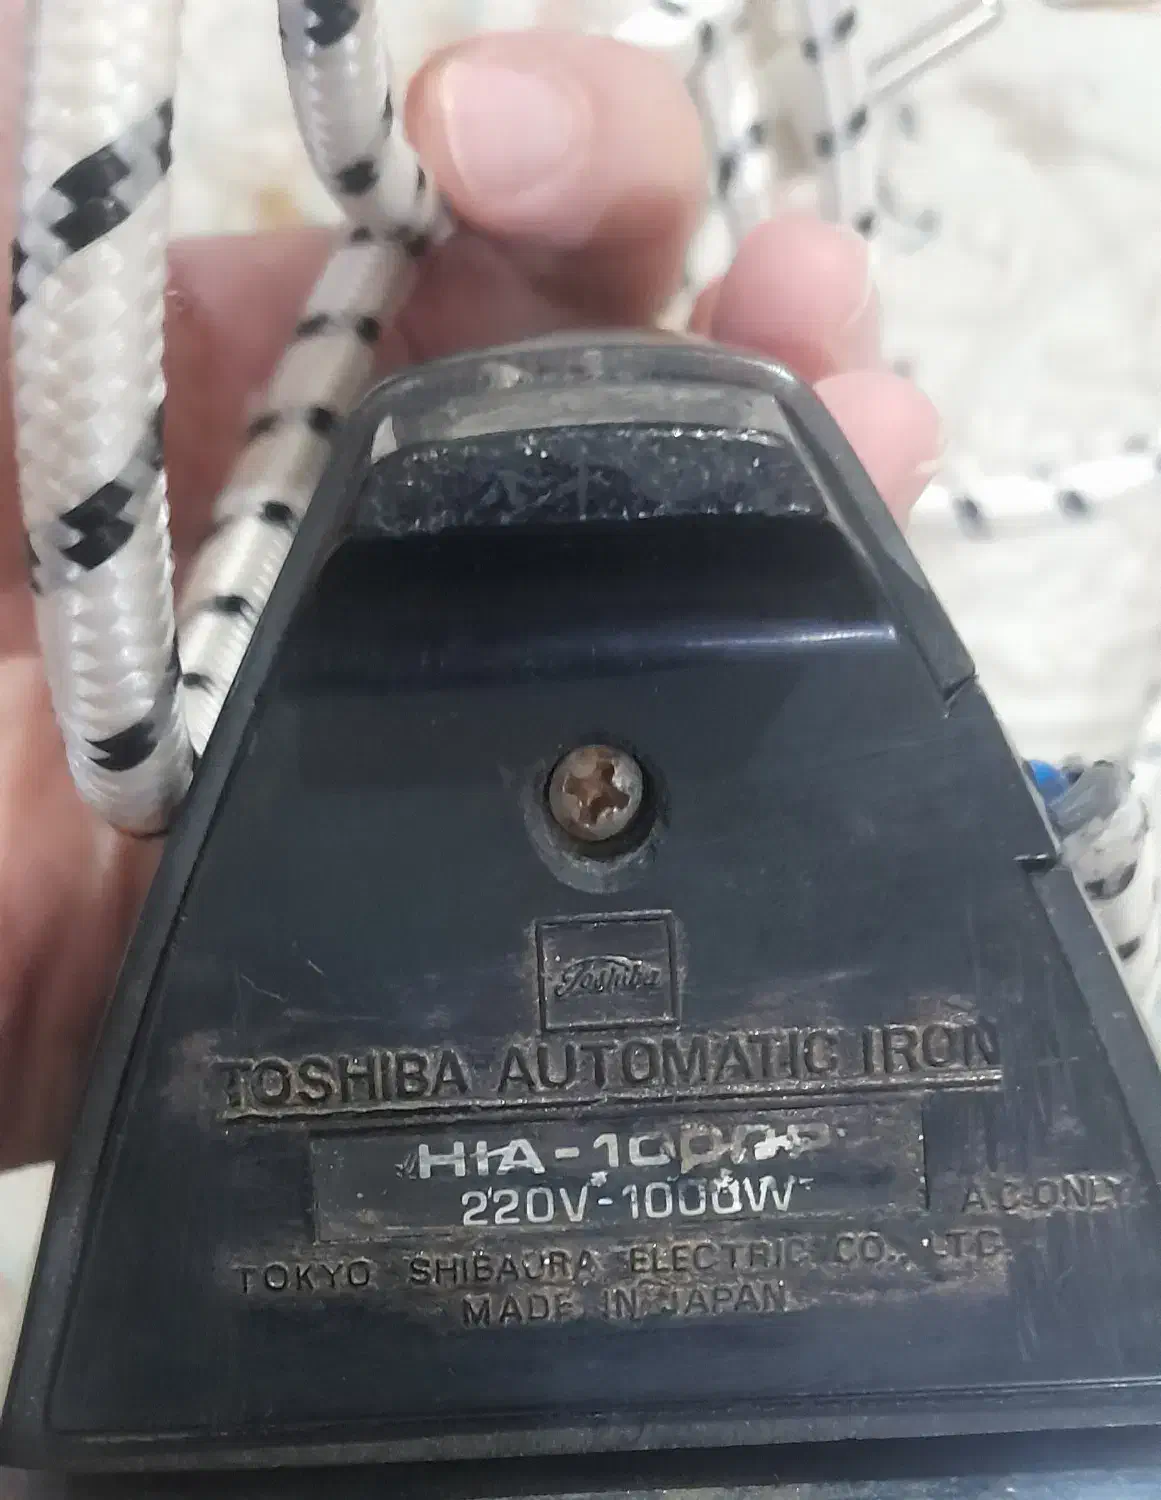 Toshiba
TOSHIBA AUTOMATIC IRON
220V-1000W
A.C.ONLY
TOKYO SHIBAURA ELECTRIC CO., LTD.
MADE IN JAPAN